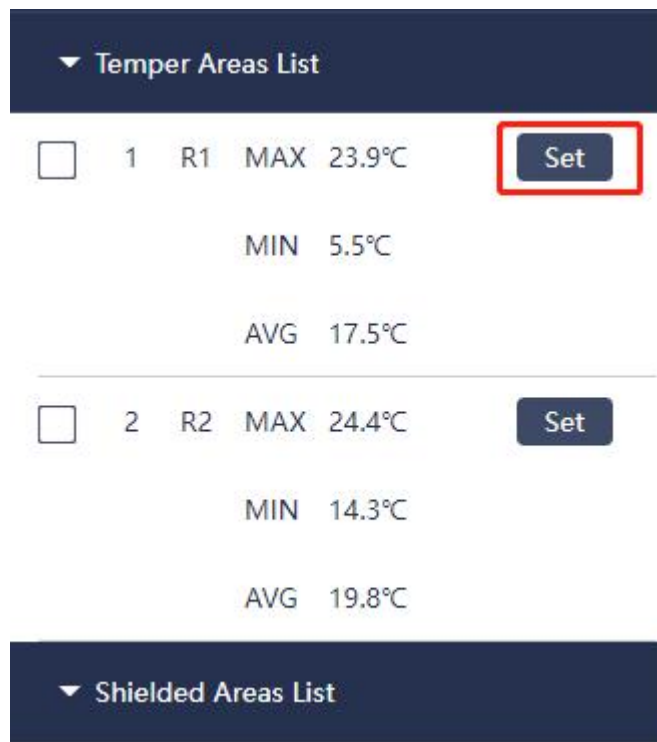 Temper Areas List
1 R1 MAX 23.9℃ Set
MIN 5.5℃
AVG 17.5℃
2 R2 MAX 24.4℃ Set
MIN 14.3℃
AVG 19.8℃
Shielded Areas List